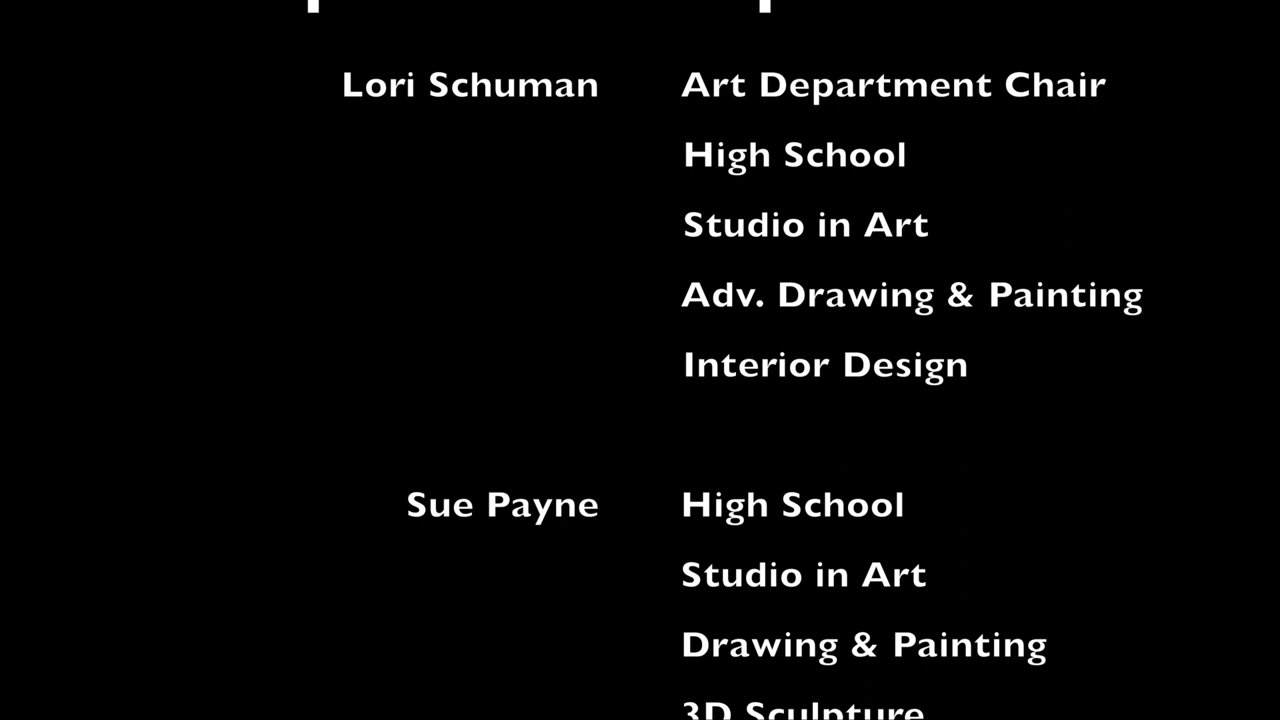 Lori Schuman Art Department Chair
High School
Studio in Art
Adv. Drawing & Painting
Interior Design
Sue Payne High School
Studio in Art
Drawing & Painting
3D Sculpture